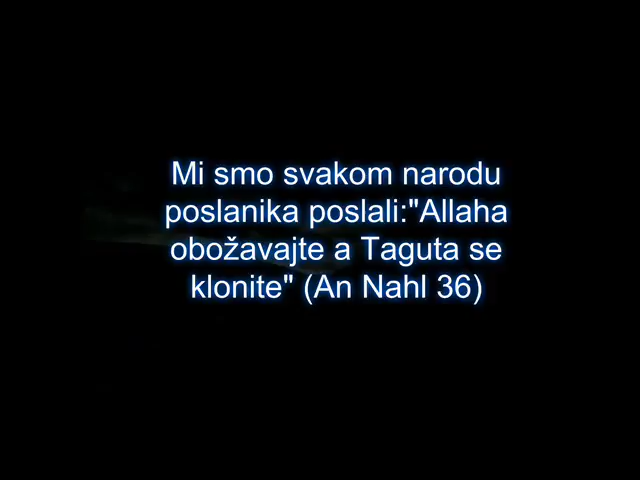 Mi smo svakom narodu
poslanika poslali:"Allaha
obožavajte a Taguta se
klonite" (An Nahl 36)